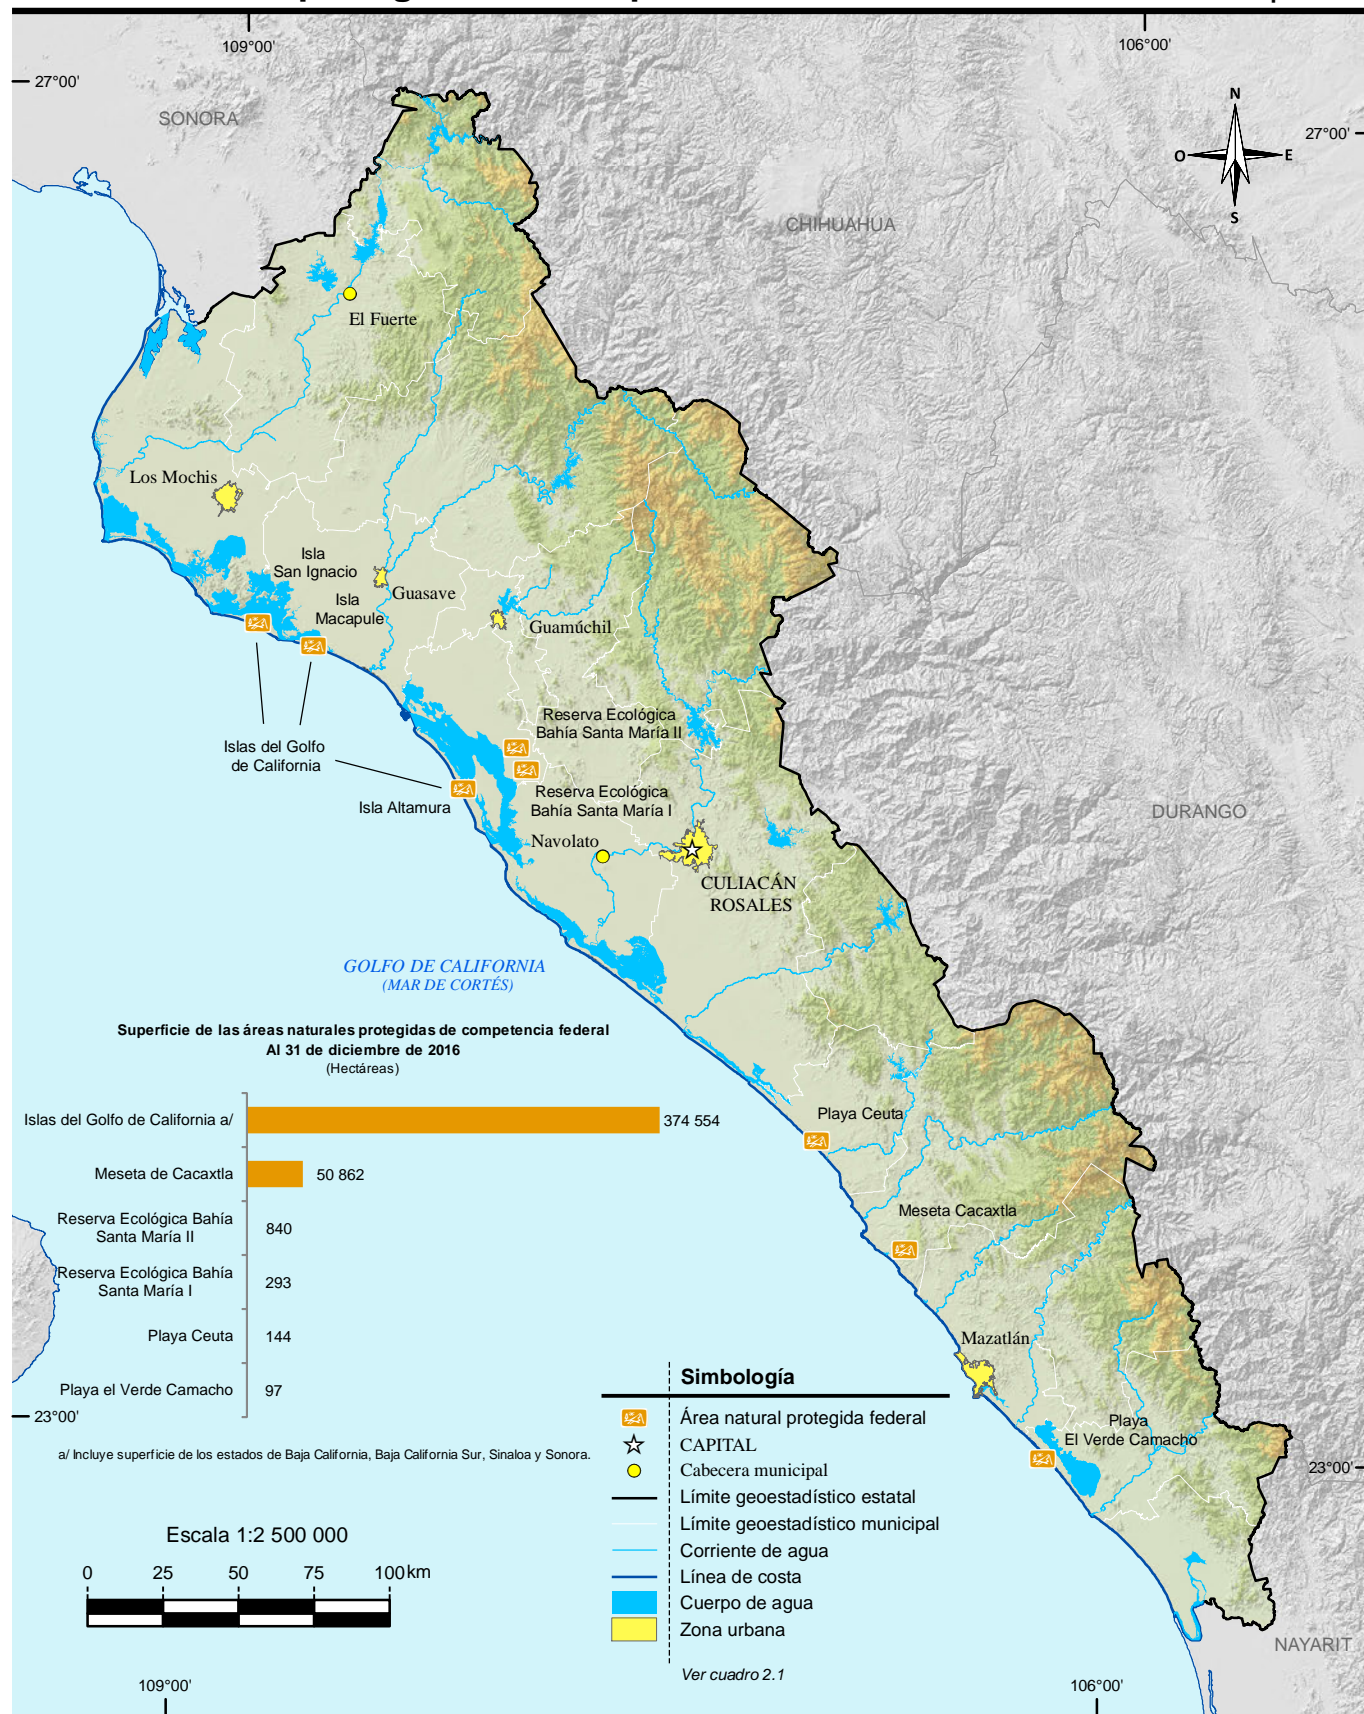 109°00'
106°00'
27°00'
27°00'
SONORA
N
O
E
S
CHIHUAHUA
El Fuerte
Los Mochis
Isla
San Ignacio
Guasave
Isla
Macapule
Guamúchil
Reserva Ecológica
Bahía Santa María II
Islas del Golfo
de California
Reserva Ecológica
Bahía Santa María I
Isla Altamura
DURANGO
Navolato
CULIACÁN
ROSALES
GOLFO DE CALIFORNIA
(MAR DE CORTÉS)
Superficie de las áreas naturales protegidas de competencia federal
Al 31 de diciembre de 2016
(Hectáreas)
Islas del Golfo de California a/
374 554
Meseta de Cacaxtla
50 862
Reserva Ecológica Bahía
Santa María II
840
Reserva Ecológica Bahía
Santa María I
293
Playa Ceuta
144
Playa el Verde Camacho
97
a/ Incluye superficie de los estados de Baja California, Baja California Sur, Sinaloa y Sonora.
Playa Ceuta
Meseta Cacaxtla
Mazatlán
Playa
El Verde Camacho
23°00'
23°00'
Simbología
Área natural protegida federal
CAPITAL
Cabecera municipal
Límite geoestadístico estatal
Límite geoestadístico municipal
Corriente de agua
Línea de costa
Cuerpo de agua
Zona urbana
Ver cuadro 2.1
Escala 1:2 500 000
0 25 50 75 100 km
NAYARIT
109°00'
106°00'